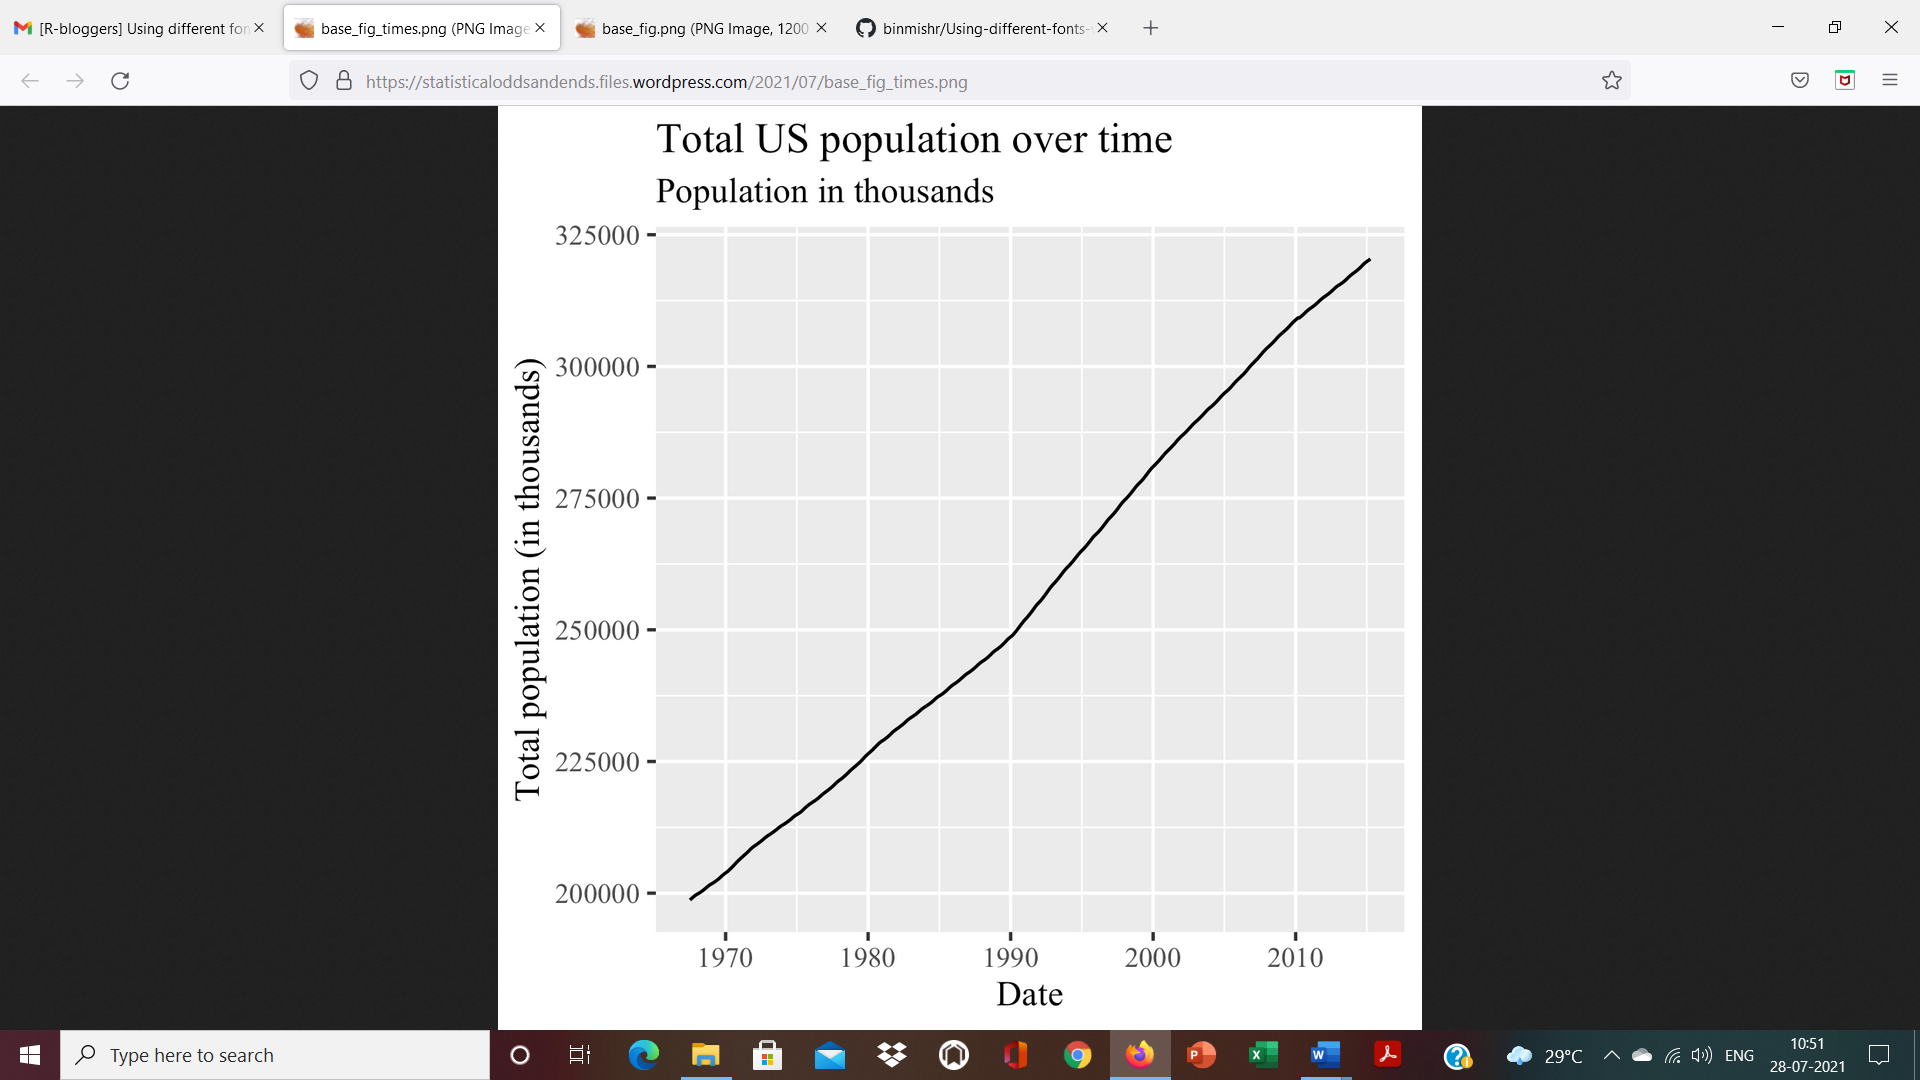 [R-bloggers] Using different fon
base_fig_times.png (PNG Image
base_fig.png (PNG Image, 1200
binmishr/Using-different-fonts-
https://statisticaloddsandends.files.wordpress.com/2021/07/base_fig_times.png
Total US population over time
Population in thousands
Total population (in thousands)
325000
300000
275000
250000
225000
200000
1970 1980 1990 2000 2010
Date
Type here to search
29°C
ENG
10:51
28-07-2021